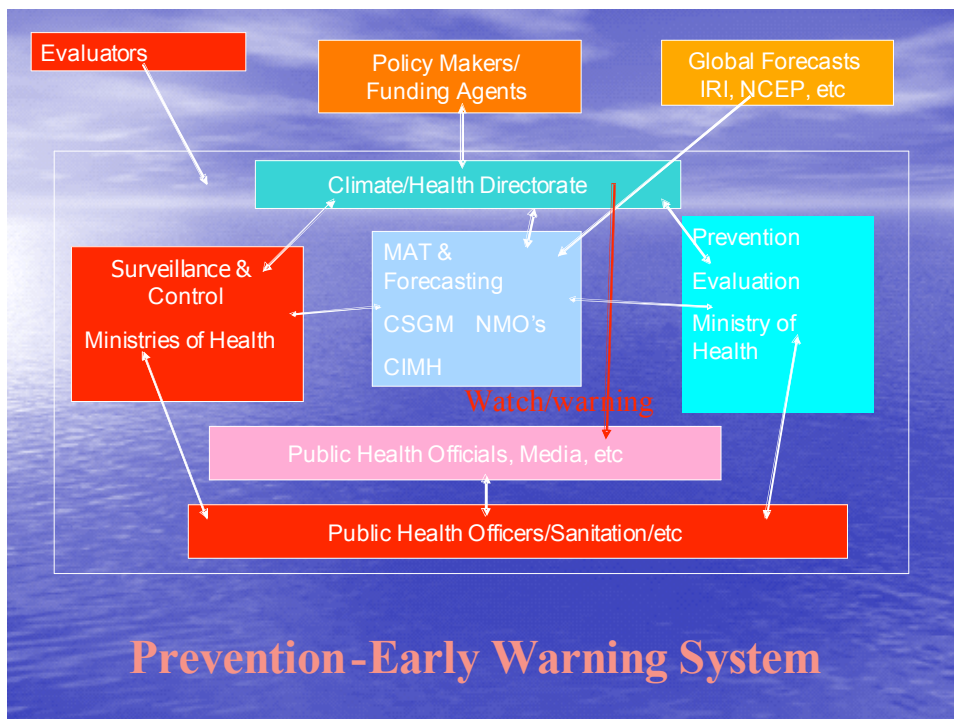 Evaluators
Policy Makers/
Funding Agents
Global Forecasts
IRI, NCEP, etc
Climate/Health Directorate
Surveillance &
Control
Ministries of Health
MAT &
Forecasting
CSGM NMO's
CIMH
Prevention
Evaluation
Ministry of
Health
Watch/warning
Public Health Officials, Media, etc
Public Health Officers/Sanitation/etc
Prevention-Early Warning System